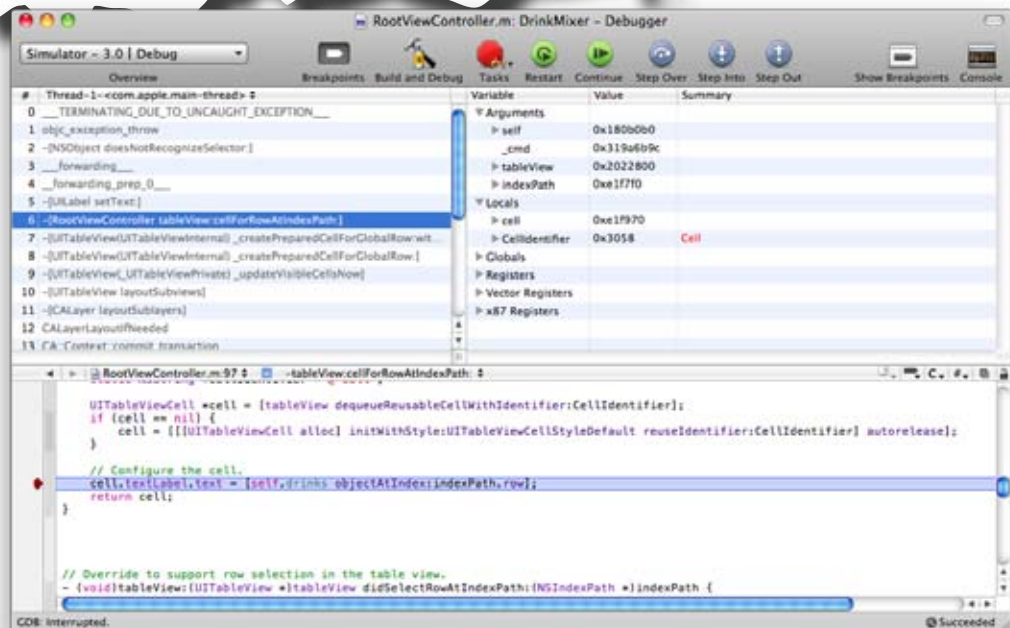 RootViewController.m: DrinkMixer – Debugger
Simulator – 3.0 | Debug
Overview Breakpoints Build and Debug Tasks Restart Continue Step Over Step Into Step Out Show Breakpoints Console
# Thread-1-<com.apple.main-thread>
0 __TERMINATING_DUE_TO_UNCAUGHT_EXCEPTION__
1 objc_exception_throw
2 -[NSObject doesNotRecognizeSelector:]
3 ___forwarding___
4 __forwarding_prep_0___
5 -[UILabel setText:]
6 -[RootViewController tableView:cellForRowAtIndexPath:]
7 -[UITableView(UITableViewInternal) _createPreparedCellForGlobalRow:wit...
8 -[UITableView(UITableViewInternal) _createPreparedCellForGlobalRow:]
9 -[UITableView(_UITableViewPrivate) _updateVisibleCellsNow]
10 -[UITableView layoutSubviews]
11 -[CALayer layoutSublayers]
12 CALayerLayoutIfNeeded
13 CA::Context::commit_transaction
Variable Value Summary
Arguments
self 0x180b0b0
_cmd 0x319a6b9c
tableView 0x2022800
indexPath 0xe1f7f0
Locals
cell 0xe1f970
CellIdentifier 0x3058 Cell
Globals
Registers
Vector Registers
x87 Registers
RootViewController.m:97 -tableView:cellForRowAtIndexPath:
UITableViewCell *cell = [tableView dequeueReusableCellWithIdentifier:CellIdentifier];
if (cell == nil) {
cell = [[[UITableViewCell alloc] initWithStyle:UITableViewCellStyleDefault reuseIdentifier:CellIdentifier] autorelease];
}
// Configure the cell.
cell.textLabel.text = [self.drinks objectAtIndex:indexPath.row];
return cell;
}
// Override to support row selection in the table view.
- (void)tableView:(UITableView *)tableView didSelectRowAtIndexPath:(NSIndexPath *)indexPath {
GDB: Interrupted.
Succeeded